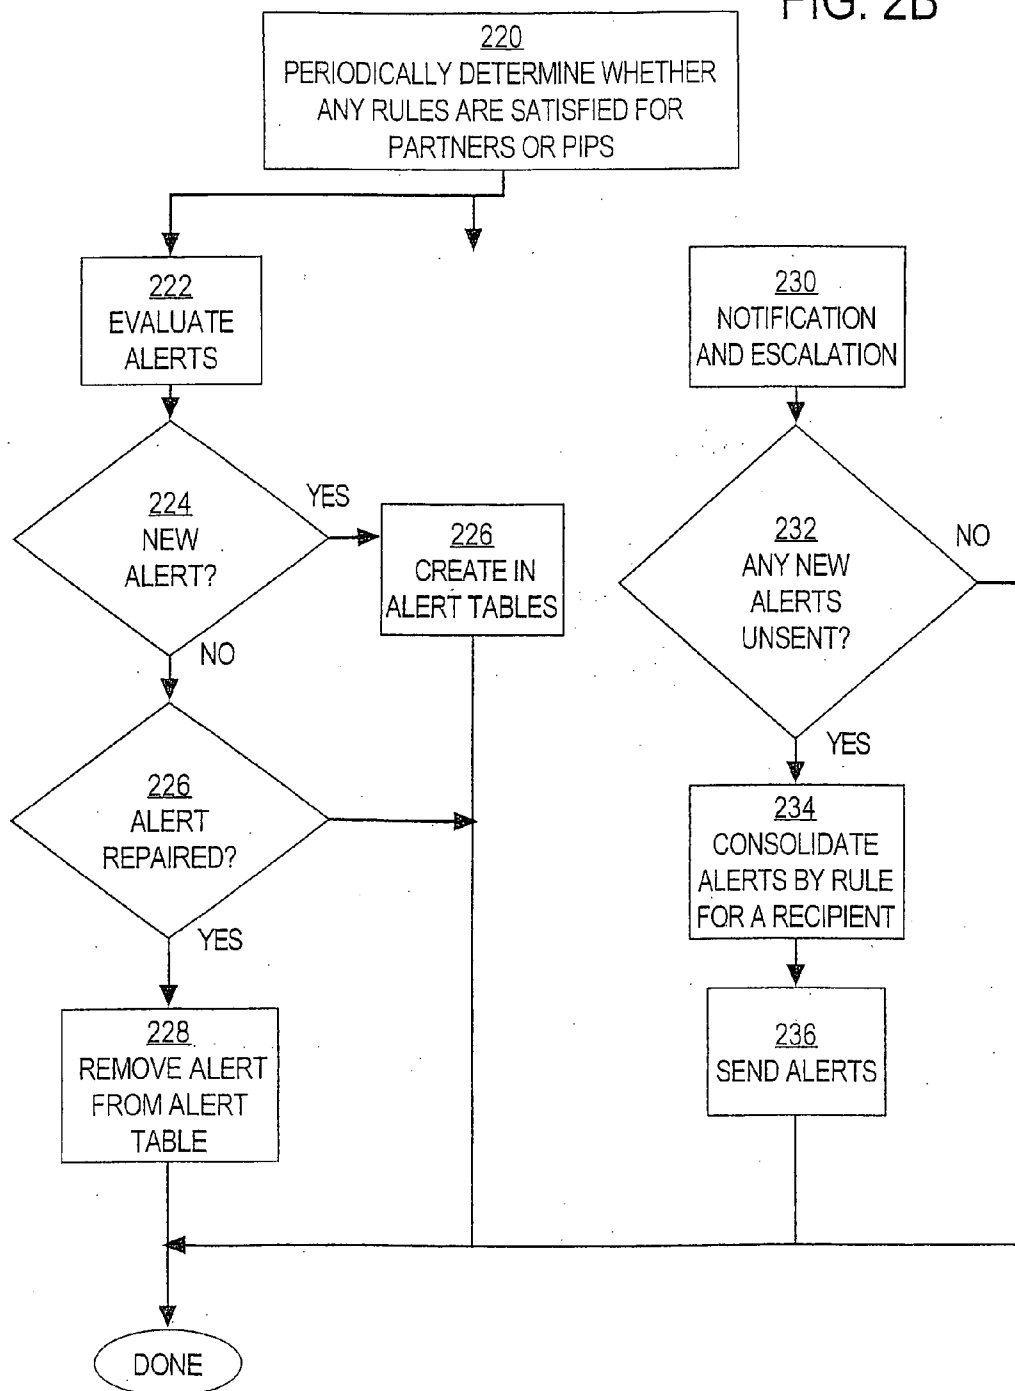 FIG. 2B
220
PERIODICALLY DETERMINE WHETHER
ANY RULES ARE SATISFIED FOR
PARTNERS OR PIPS
222
EVALUATE
ALERTS
230
NOTIFICATION
AND ESCALATION
224
NEW
ALERT?
YES
NO
226
CREATE IN
ALERT TABLES
232
ANY NEW
ALERTS
UNSENT?
NO
YES
226
ALERT
REPAIRED?
YES
234
CONSOLIDATE
ALERTS BY RULE
FOR A RECIPIENT
228
REMOVE ALERT
FROM ALERT
TABLE
236
SEND ALERTS
DONE